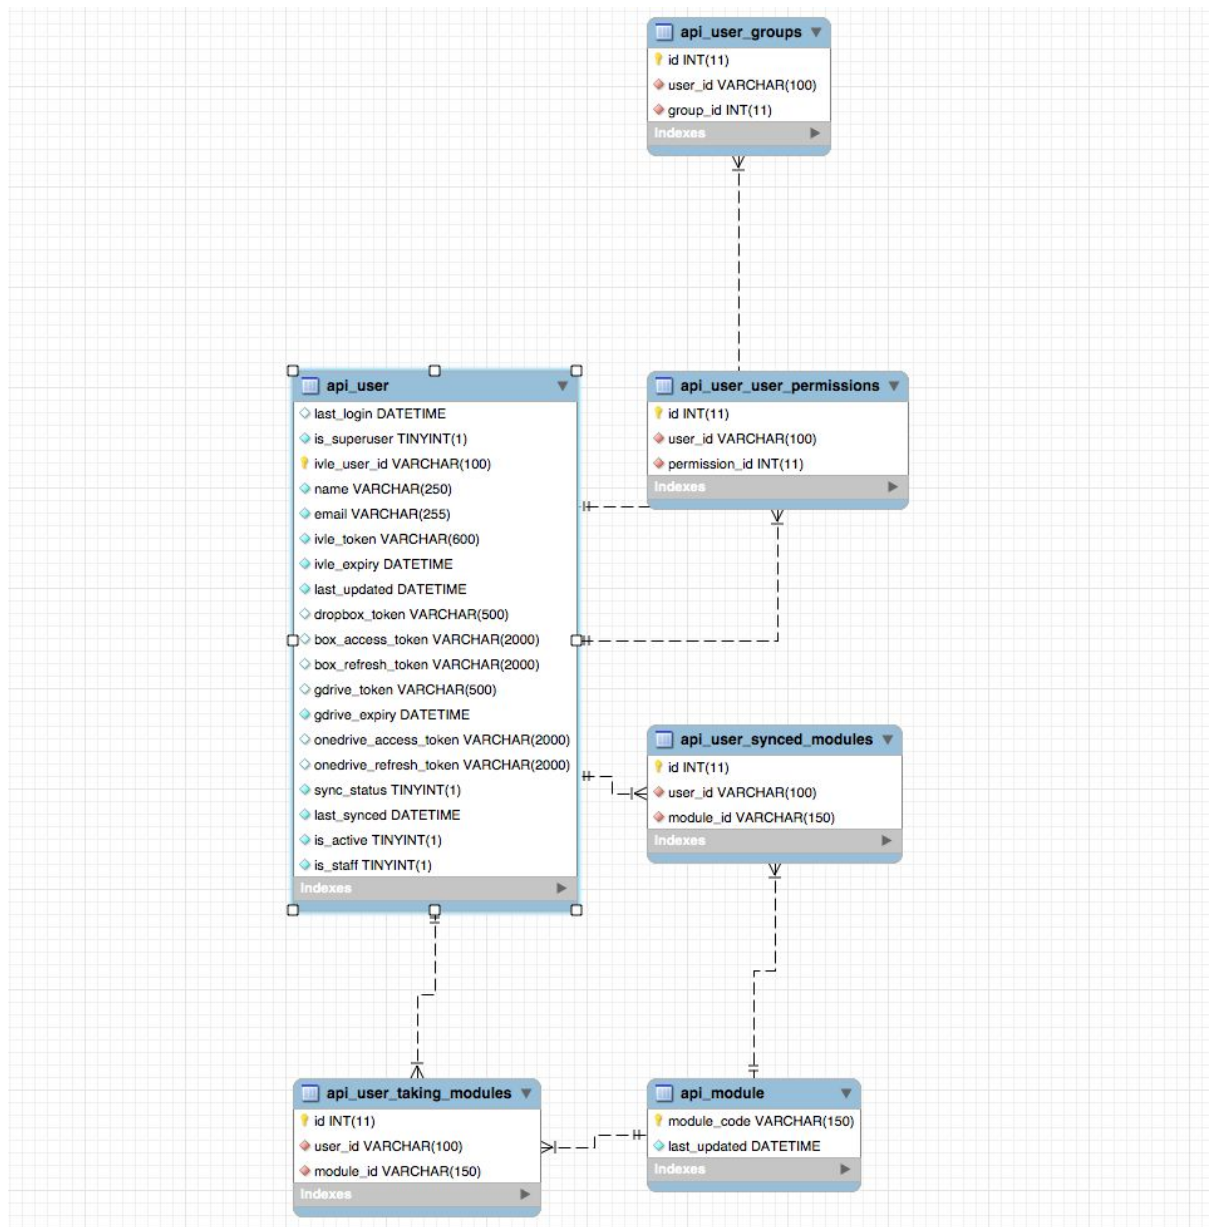 api_user_groups
id INT(11)
user_id VARCHAR(100)
group_id INT(11)
Indexes
api_user
last_login DATETIME
is_superuser TINYINT(1)
ivle_user_id VARCHAR(100)
name VARCHAR(250)
email VARCHAR(255)
ivle_token VARCHAR(600)
ivle_expiry DATETIME
last_updated DATETIME
dropbox_token VARCHAR(500)
box_access_token VARCHAR(2000)
box_refresh_token VARCHAR(2000)
gdrive_token VARCHAR(500)
gdrive_expiry DATETIME
onedrive_access_token VARCHAR(2000)
onedrive_refresh_token VARCHAR(2000)
sync_status TINYINT(1)
last_synced DATETIME
is_active TINYINT(1)
is_staff TINYINT(1)
Indexes
api_user_user_permissions
id INT(11)
user_id VARCHAR(100)
permission_id INT(11)
Indexes
api_user_synced_modules
id INT(11)
user_id VARCHAR(100)
module_id VARCHAR(150)
Indexes
api_user_taking_modules
id INT(11)
user_id VARCHAR(100)
module_id VARCHAR(150)
Indexes
api_module
module_code VARCHAR(150)
last_updated DATETIME
Indexes